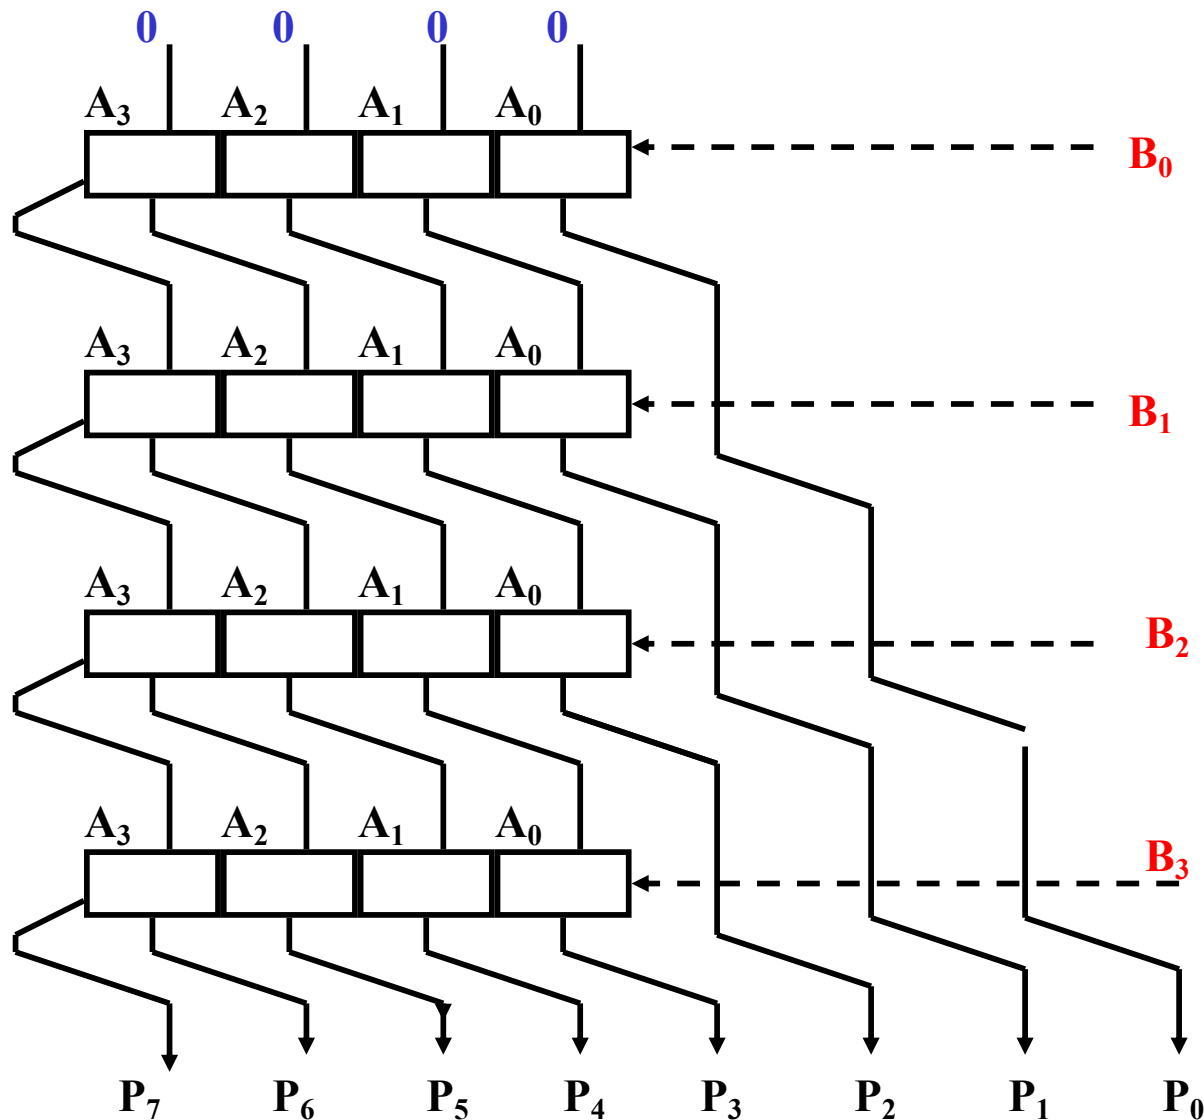 0 0 0 0
A₃ A₂ A₁ A₀
B₀
A₃ A₂ A₁ A₀
B₁
A₃ A₂ A₁ A₀
B₂
A₃ A₂ A₁ A₀
B₃
P₇ P₆ P₅ P₄ P₃ P₂ P₁ P₀